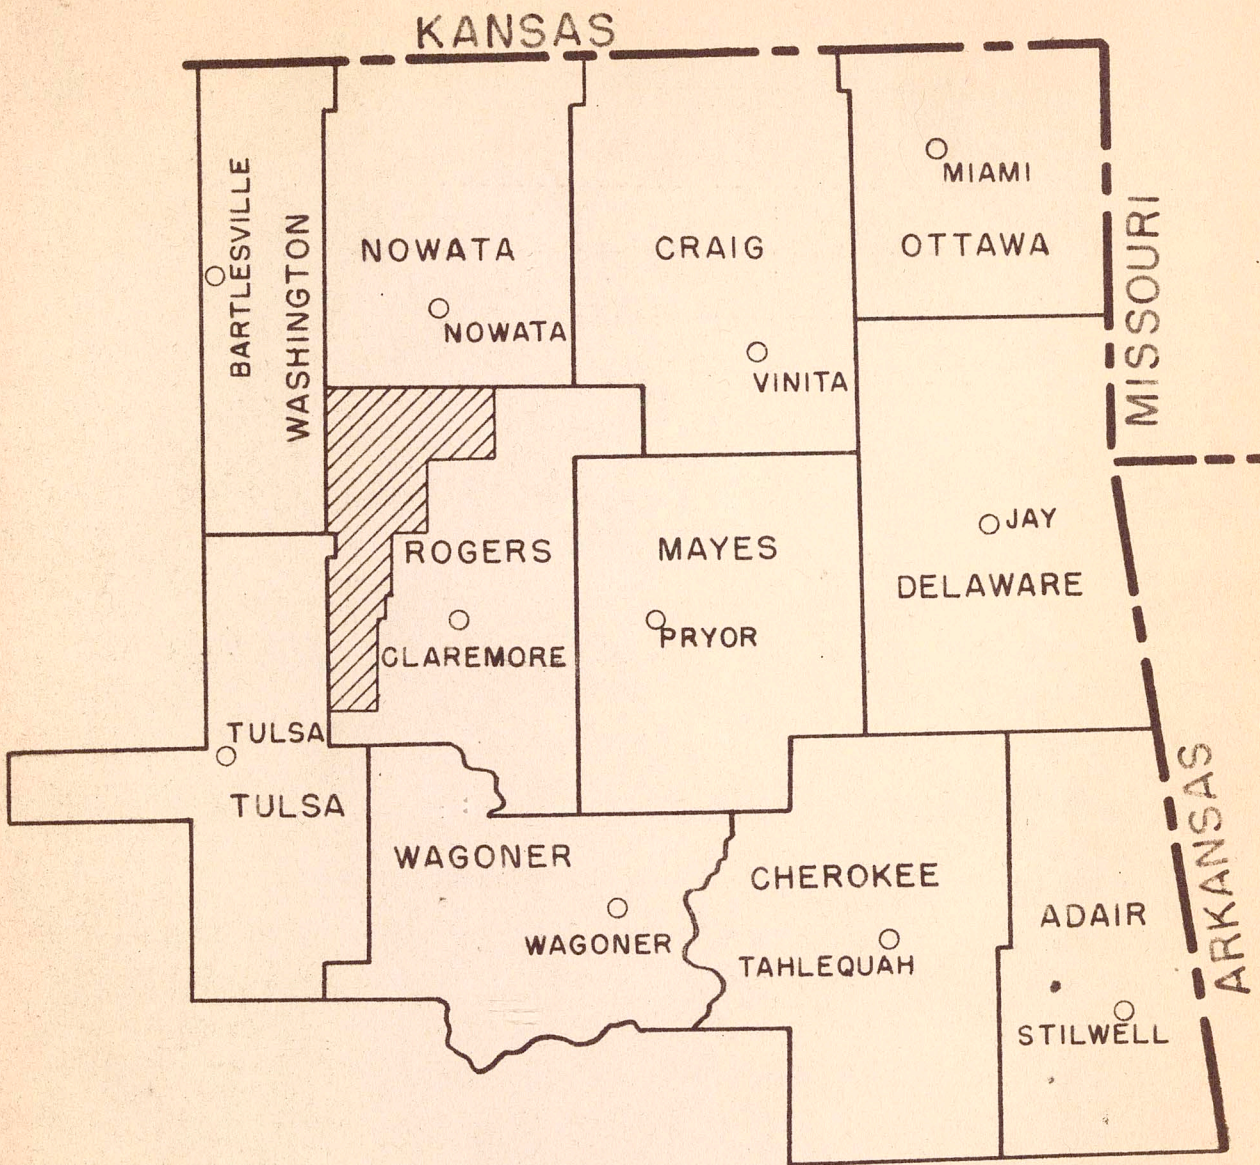 KANSAS
MIAMI
OTTAWA
MISSOURI
BARTLESVILLE
WASHINGTON
NOWATA
NOWATA
CRAIG
VINITA
ROGERS
CLAREMORE
MAYES
PRYOR
JAY
DELAWARE
TULSA
TULSA
WAGONER
WAGONER
CHEROKEE
TAHLEQUAH
ADAIR
STILWELL
ARKANSAS